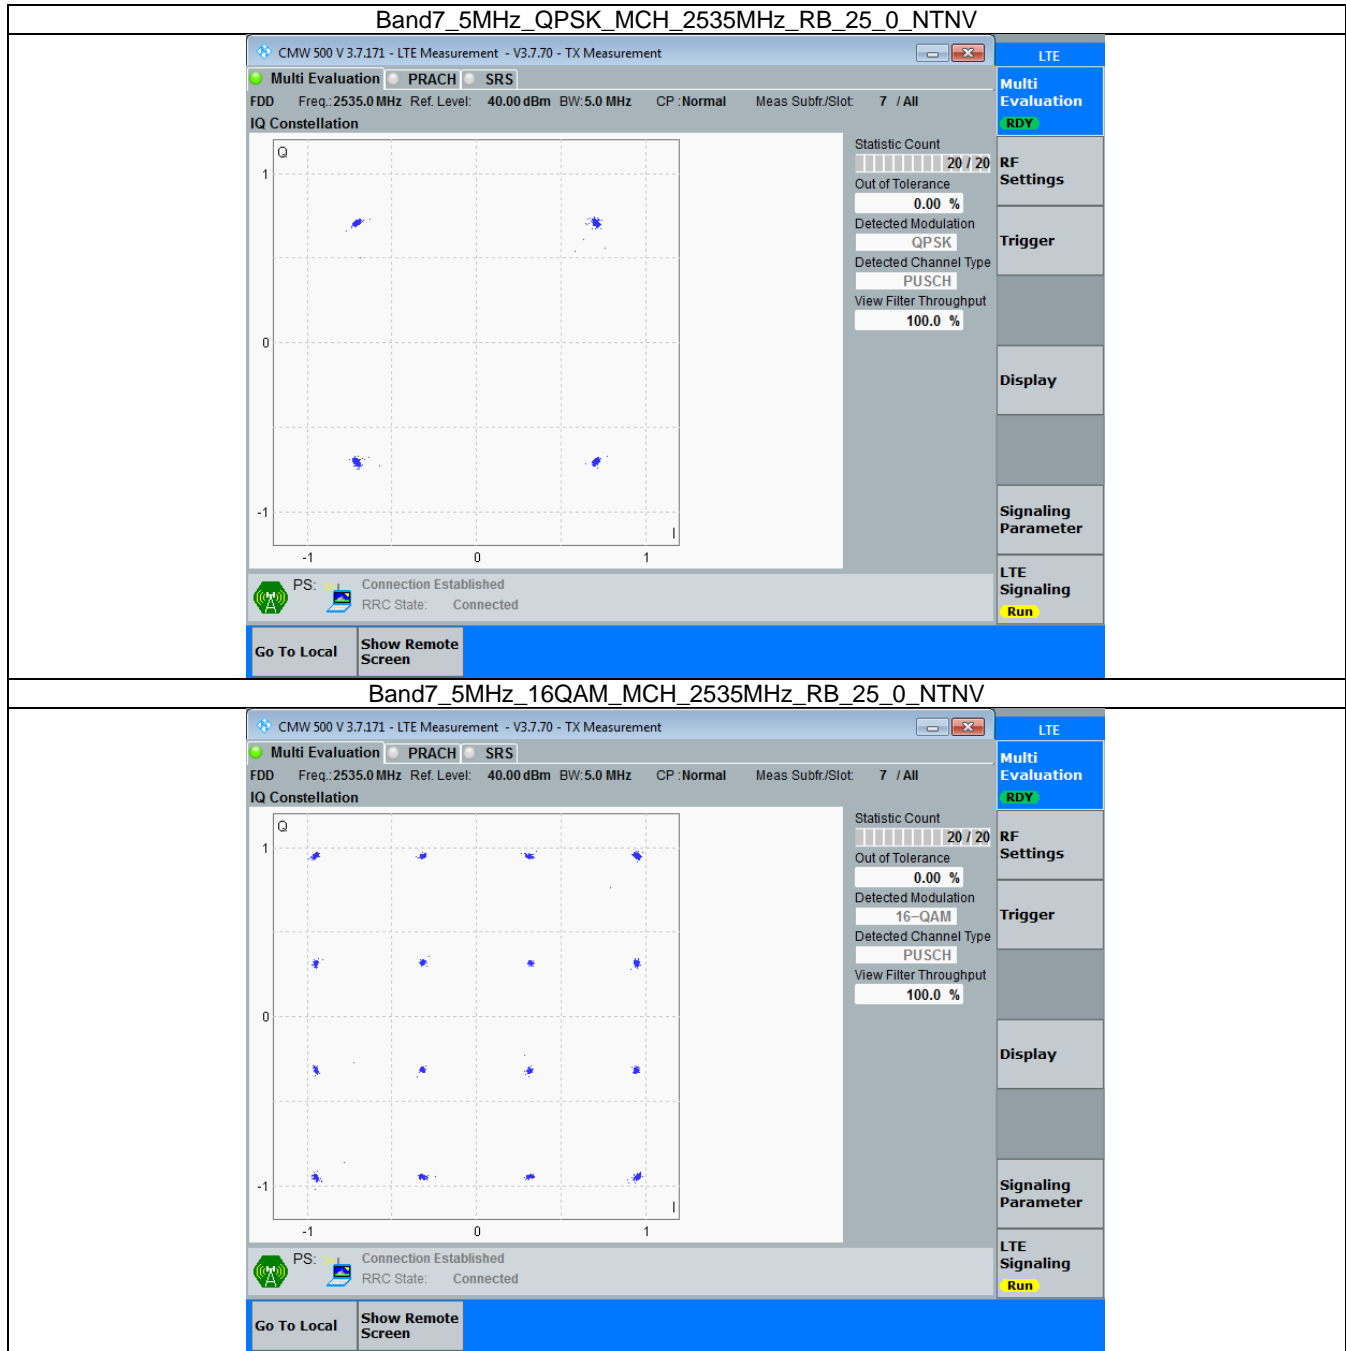 Band7_5MHz_QPSK_MCH_2535MHz_RB_25_0_NTNV
CMW 500 V 3.7.171 - LTE Measurement - V3.7.70 - TX Measurement
LTE
Multi Evaluation PRACH SRS
Multi
Evaluation
RDY
FDD Freq.: 2535.0 MHz Ref. Level: 40.00 dBm BW: 5.0 MHz CP : Normal Meas Subfr./Slot: 7 / All
IQ Constellation
Q
1
0
-1
-1 0 1
I
Statistic Count
20 / 20
Out of Tolerance
0.00 %
Detected Modulation
QPSK
Detected Channel Type
PUSCH
View Filter Throughput
100.0 %
RF
Settings
Trigger
Display
Signaling
Parameter
LTE
Signaling
Run
PS: Connection Established
RRC State: Connected
Go To Local
Show Remote
Screen
Band7_5MHz_16QAM_MCH_2535MHz_RB_25_0_NTNV
CMW 500 V 3.7.171 - LTE Measurement - V3.7.70 - TX Measurement
LTE
Multi Evaluation PRACH SRS
Multi
Evaluation
RDY
FDD Freq.: 2535.0 MHz Ref. Level: 40.00 dBm BW: 5.0 MHz CP : Normal Meas Subfr./Slot: 7 / All
IQ Constellation
Q
1
0
-1
-1 0 1
I
Statistic Count
20 / 20
Out of Tolerance
0.00 %
Detected Modulation
16-QAM
Detected Channel Type
PUSCH
View Filter Throughput
100.0 %
RF
Settings
Trigger
Display
Signaling
Parameter
LTE
Signaling
Run
PS: Connection Established
RRC State: Connected
Go To Local
Show Remote
Screen